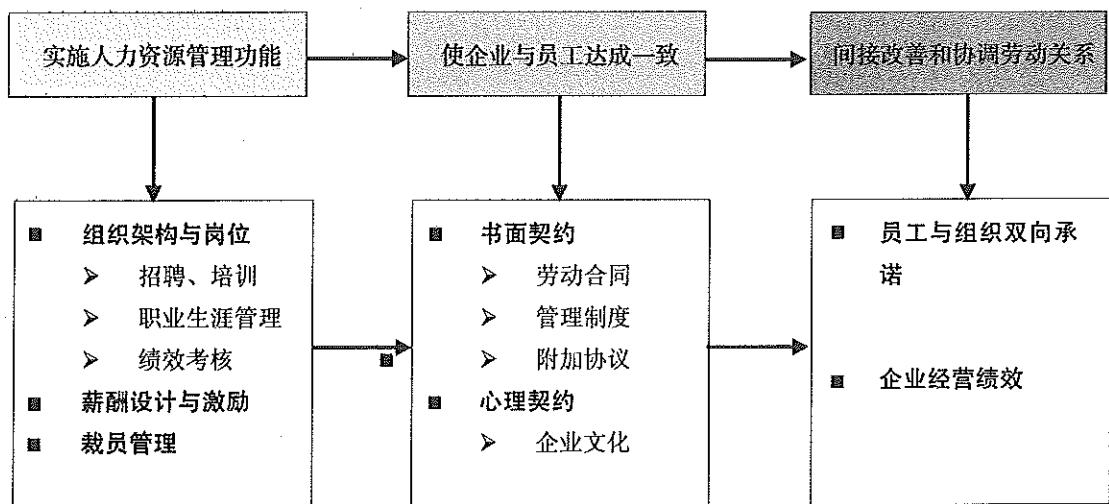 实施人力资源管理功能
使企业与员工达成一致
间接改善和协调劳动关系
■ 组织架构与岗位
➢ 招聘、培训
➢ 职业生涯管理
➢ 绩效考核
■ 薪酬设计与激励
■ 裁员管理
■ 书面契约
➢ 劳动合同
➢ 管理制度
➢ 附加协议
■ 心理契约
➢ 企业文化
■ 员工与组织双向承
诺
■ 企业经营绩效